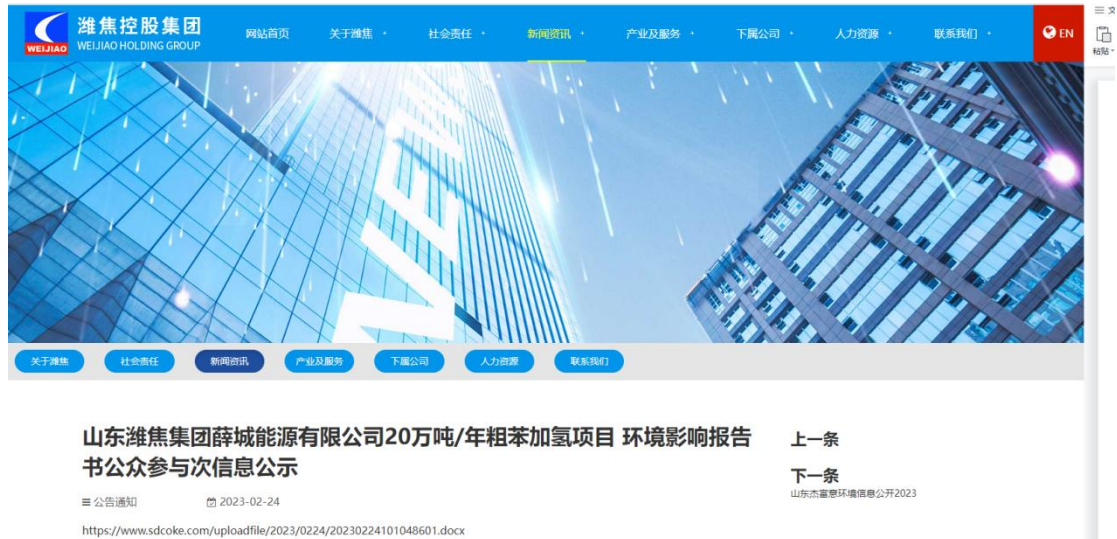 潍焦控股集团
WEIJIAO
WEIJIAO HOLDING GROUP
网站首页 关于潍焦 + 社会责任 + 新闻资讯 + 产业及服务 + 下属公司 + 人力资源 + 联系我们 + EN
粘贴
NEW
关于潍焦 社会责任 新闻资讯 产业及服务 下属公司 人力资源 联系我们
山东潍焦集团薛城能源有限公司20万吨/年粗苯加氢项目 环境影响报告
书公众参与次信息公示
公告通知 2023-02-24
https://www.sdcoke.com/uploadfile/2023/0224/20230224101048601.docx
上一条
下一条
山东杰富意环境信息公开2023